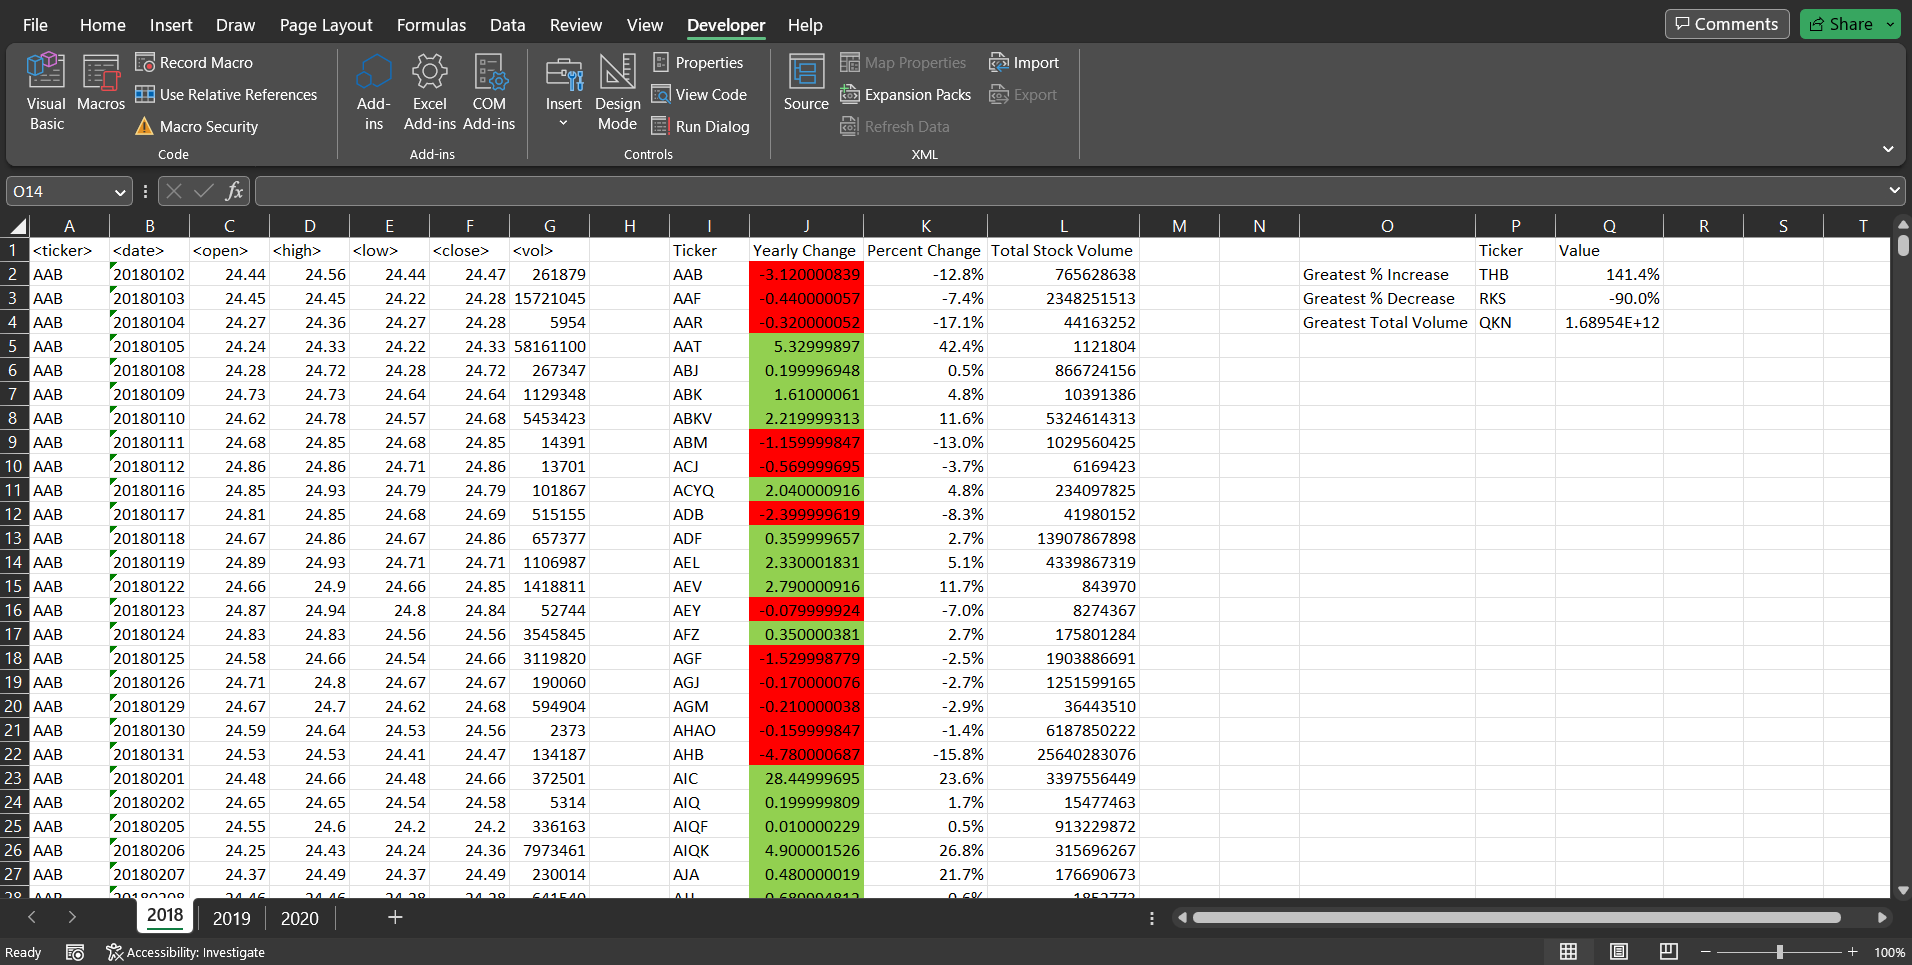 File Home Insert Draw Page Layout Formulas Data Review View Developer Help Comments Share
Visual Basic Macros Record Macro Use Relative References Macro Security Code
Add-ins Excel Add-ins COM Add-ins Add-ins
Insert Design Mode Properties View Code Run Dialog Controls
Source Map Properties Expansion Packs Refresh Data Import Export XML
O14 fx
A B C D E F G H I J K L M N O P Q R S T
1 <ticker> <date> <open> <high> <low> <close> <vol> Ticker Yearly Change Percent Change Total Stock Volume Ticker Value
2 AAB 20180102 24.44 24.56 24.44 24.47 261879 AAB -3.120000839 -12.8% 765628638 Greatest % Increase THB 141.4%
3 AAB 20180103 24.45 24.45 24.22 24.28 15721045 AAF -0.440000057 -7.4% 2348251513 Greatest % Decrease RKS -90.0%
4 AAB 20180104 24.27 24.36 24.27 24.28 5954 AAR -0.320000052 -17.1% 44163252 Greatest Total Volume QKN 1.68954E+12
5 AAB 20180105 24.24 24.33 24.22 24.33 58161100 AAT 5.32999897 42.4% 1121804
6 AAB 20180108 24.28 24.72 24.28 24.72 267347 ABJ 0.199996948 0.5% 866724156
7 AAB 20180109 24.73 24.73 24.64 24.64 1129348 ABK 1.61000061 4.8% 10391386
8 AAB 20180110 24.62 24.78 24.57 24.68 5453423 ABKV 2.219999313 11.6% 5324614313
9 AAB 20180111 24.68 24.85 24.68 24.85 14391 ABM -1.159999847 -13.0% 1029560425
10 AAB 20180112 24.86 24.86 24.71 24.86 13701 ACJ -0.569999695 -3.7% 6169423
11 AAB 20180116 24.85 24.93 24.79 24.79 101867 ACYQ 2.040000916 4.8% 234097825
12 AAB 20180117 24.81 24.85 24.68 24.69 515155 ADB -2.399999619 -8.3% 41980152
13 AAB 20180118 24.67 24.86 24.67 24.86 657377 ADF 0.359999657 2.7% 13907867898
14 AAB 20180119 24.89 24.93 24.71 24.71 1106987 AEL 2.330001831 5.1% 4339867319
15 AAB 20180122 24.66 24.9 24.66 24.85 1418811 AEV 2.790000916 11.7% 843970
16 AAB 20180123 24.87 24.94 24.8 24.84 52744 AEY -0.079999924 -7.0% 8274367
17 AAB 20180124 24.83 24.83 24.56 24.56 3545845 AFZ 0.350000381 2.7% 175801284
18 AAB 20180125 24.58 24.66 24.54 24.66 3119820 AGF -1.529998779 -2.5% 1903886691
19 AAB 20180126 24.71 24.8 24.67 24.67 190060 AGJ -0.170000076 -2.7% 1251599165
20 AAB 20180129 24.67 24.7 24.62 24.68 594904 AGM -0.210000038 -2.9% 36443510
21 AAB 20180130 24.59 24.64 24.53 24.56 2373 AHAO -0.159999847 -1.4% 6187850222
22 AAB 20180131 24.53 24.53 24.41 24.47 134187 AHB -4.780000687 -15.8% 25640283076
23 AAB 20180201 24.48 24.66 24.48 24.66 372501 AIC 28.44999695 23.6% 3397556449
24 AAB 20180202 24.65 24.65 24.54 24.58 5314 AIQ 0.199999809 1.7% 15477463
25 AAB 20180205 24.55 24.6 24.2 24.2 336163 AIQF 0.010000229 0.5% 913229872
26 AAB 20180206 24.25 24.43 24.24 24.36 7973461 AIQK 4.900001526 26.8% 315696267
27 AAB 20180207 24.37 24.49 24.37 24.49 230014 AJA 0.480000019 21.7% 176690673
28 AAB 20180208
2018 2019 2020
Ready Accessibility: Investigate 100%